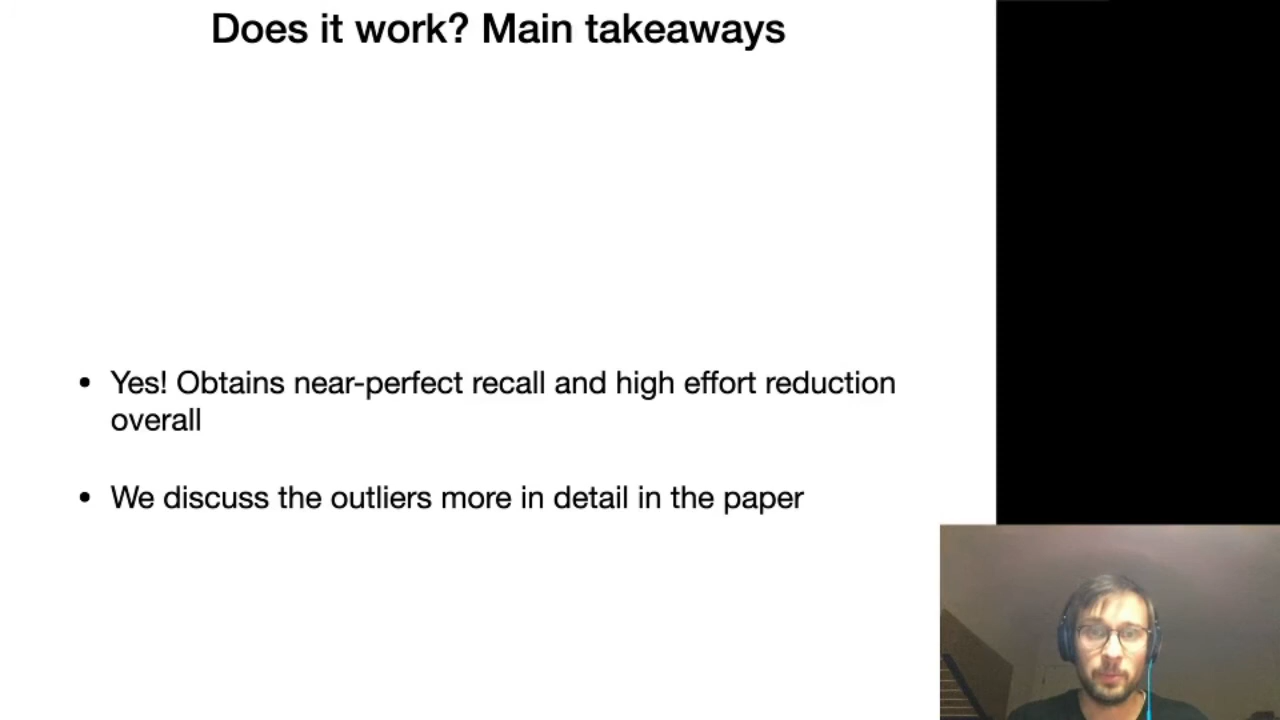 Does it work? Main takeaways
• Yes! Obtains near-perfect recall and high effort reduction
overall
• We discuss the outliers more in detail in the paper